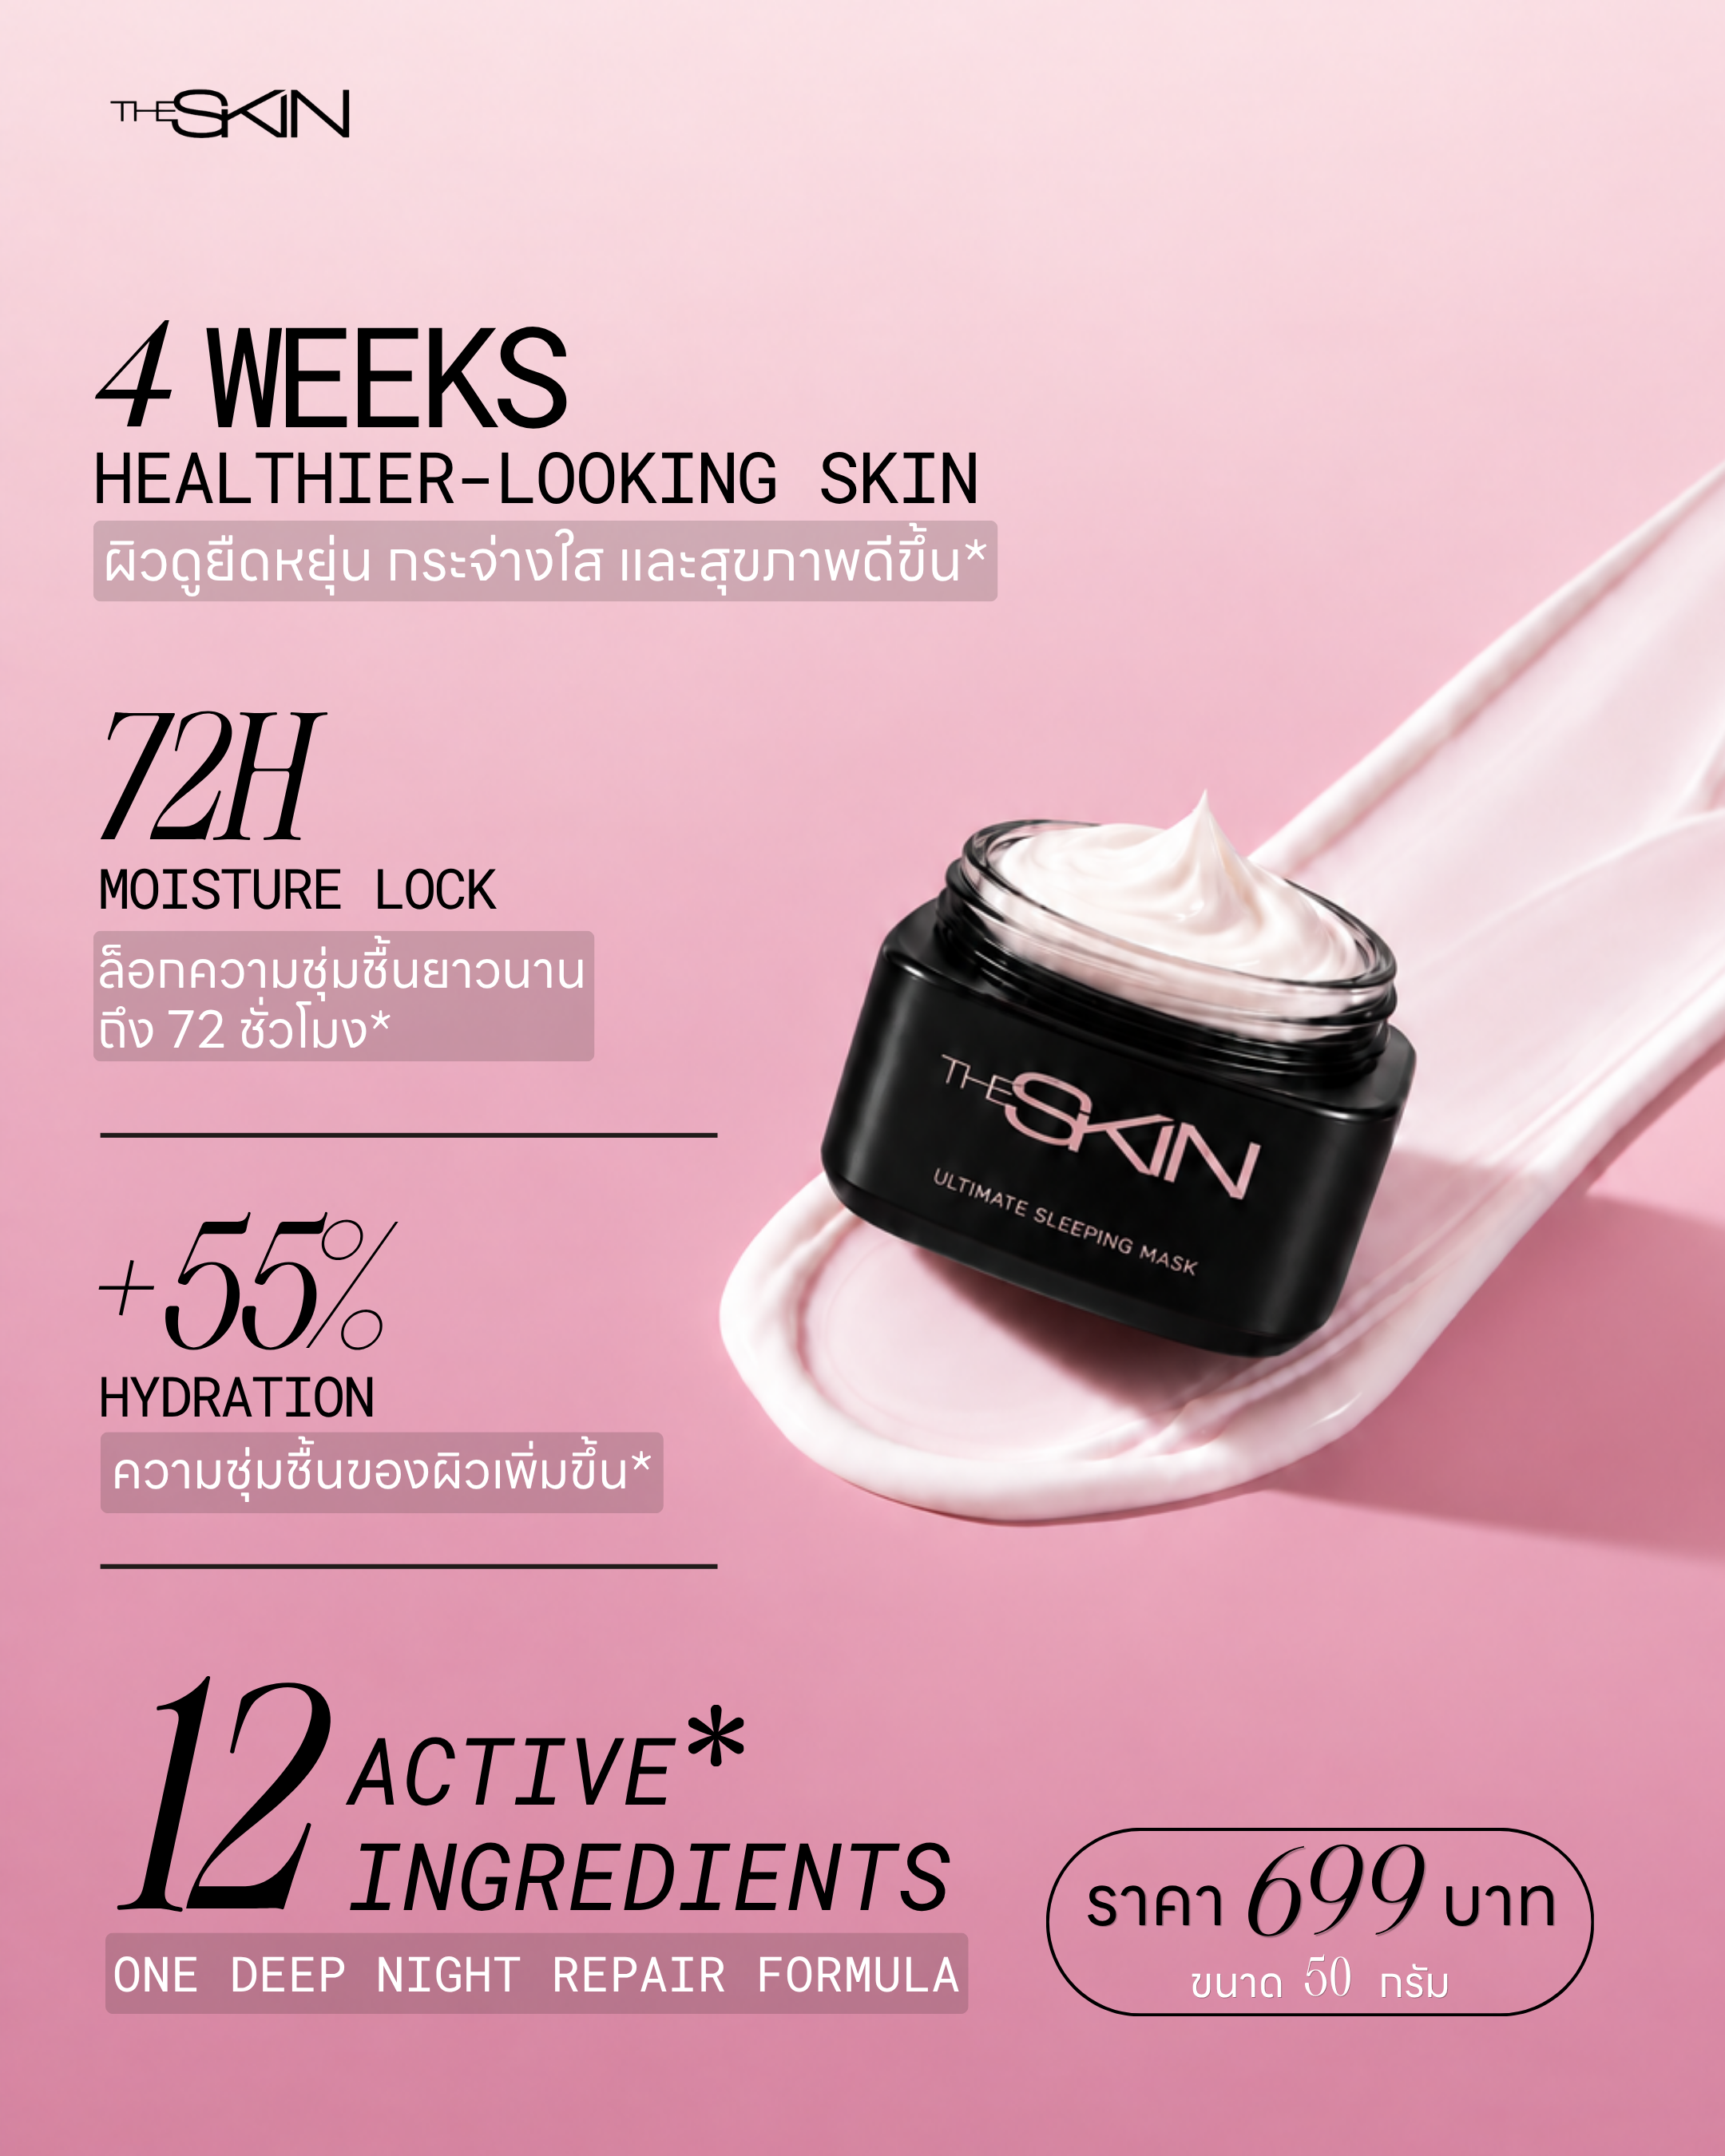 THE SKIN
4 WEEKS
HEALTHIER-LOOKING SKIN
ผิวดูยืดหยุ่น กระจ่างใส และสุขภาพดีขึ้น*
72H
MOISTURE LOCK
ล็อกความชุ่มชื้นยาวนาน
ถึง 72 ชั่วโมง*
THE SKIN
ULTIMATE SLEEPING MASK
+55%
HYDRATION
ความชุ่มชื้นของผิวเพิ่มขึ้น*
12 ACTIVE*
INGREDIENTS
ONE DEEP NIGHT REPAIR FORMULA
ราคา 699 บาท
ขนาด 50 กรัม